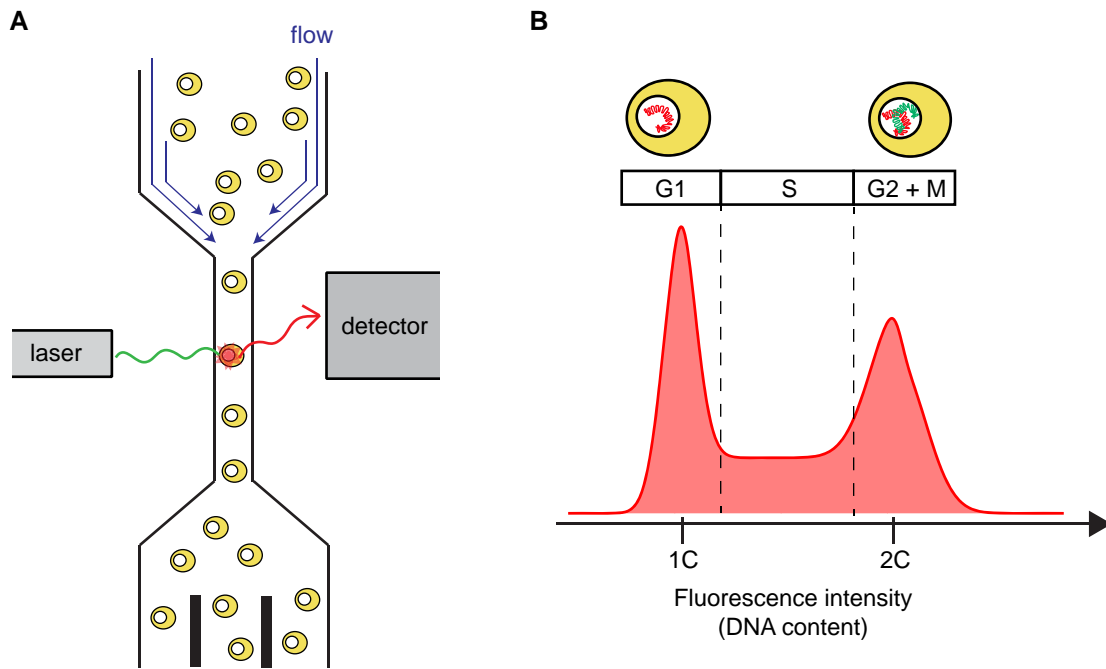 A
flow
laser
detector
B
G1
S
G2 + M
1C
2C
Fluorescence intensity
(DNA content)